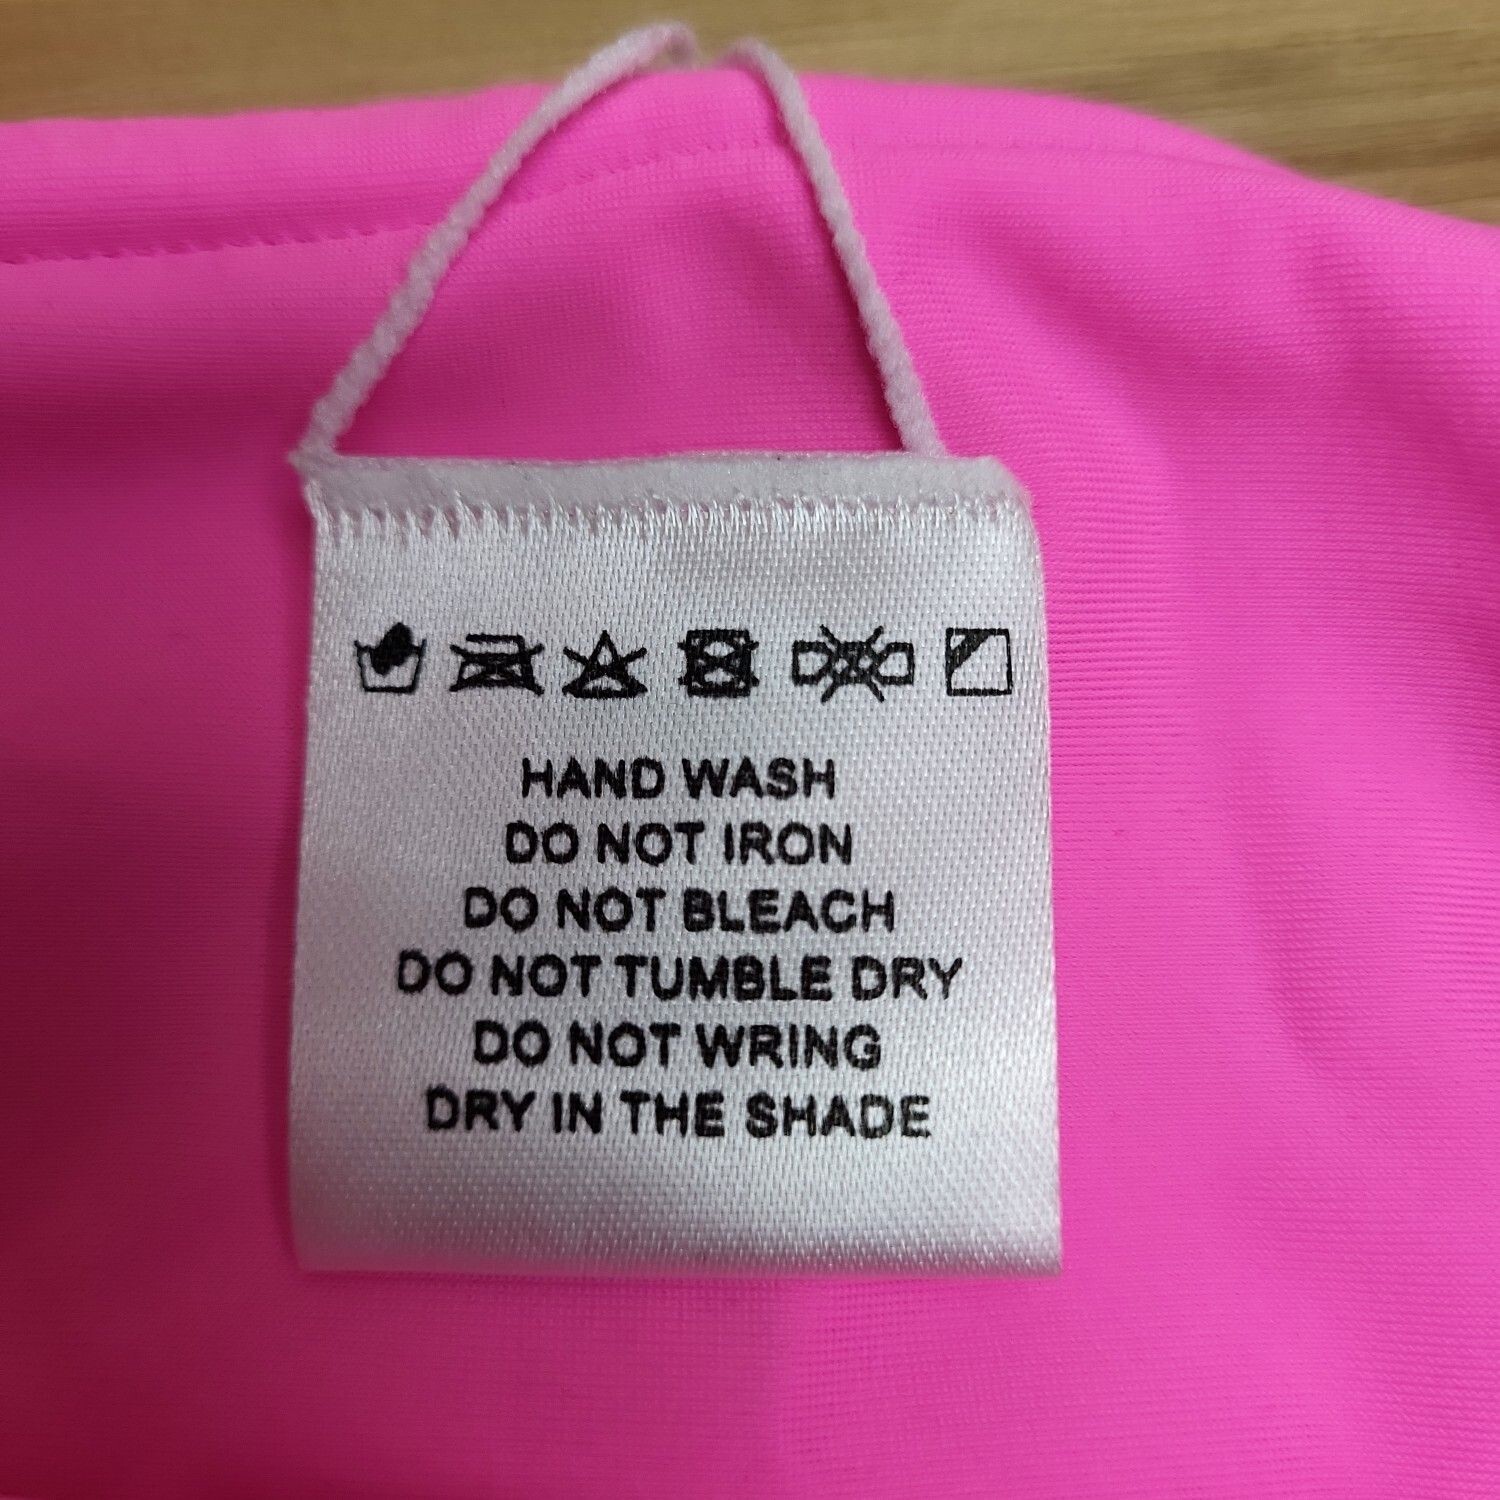 HAND WASH
DO NOT IRON
DO NOT BLEACH
DO NOT TUMBLE DRY
DO NOT WRING
DRY IN THE SHADE